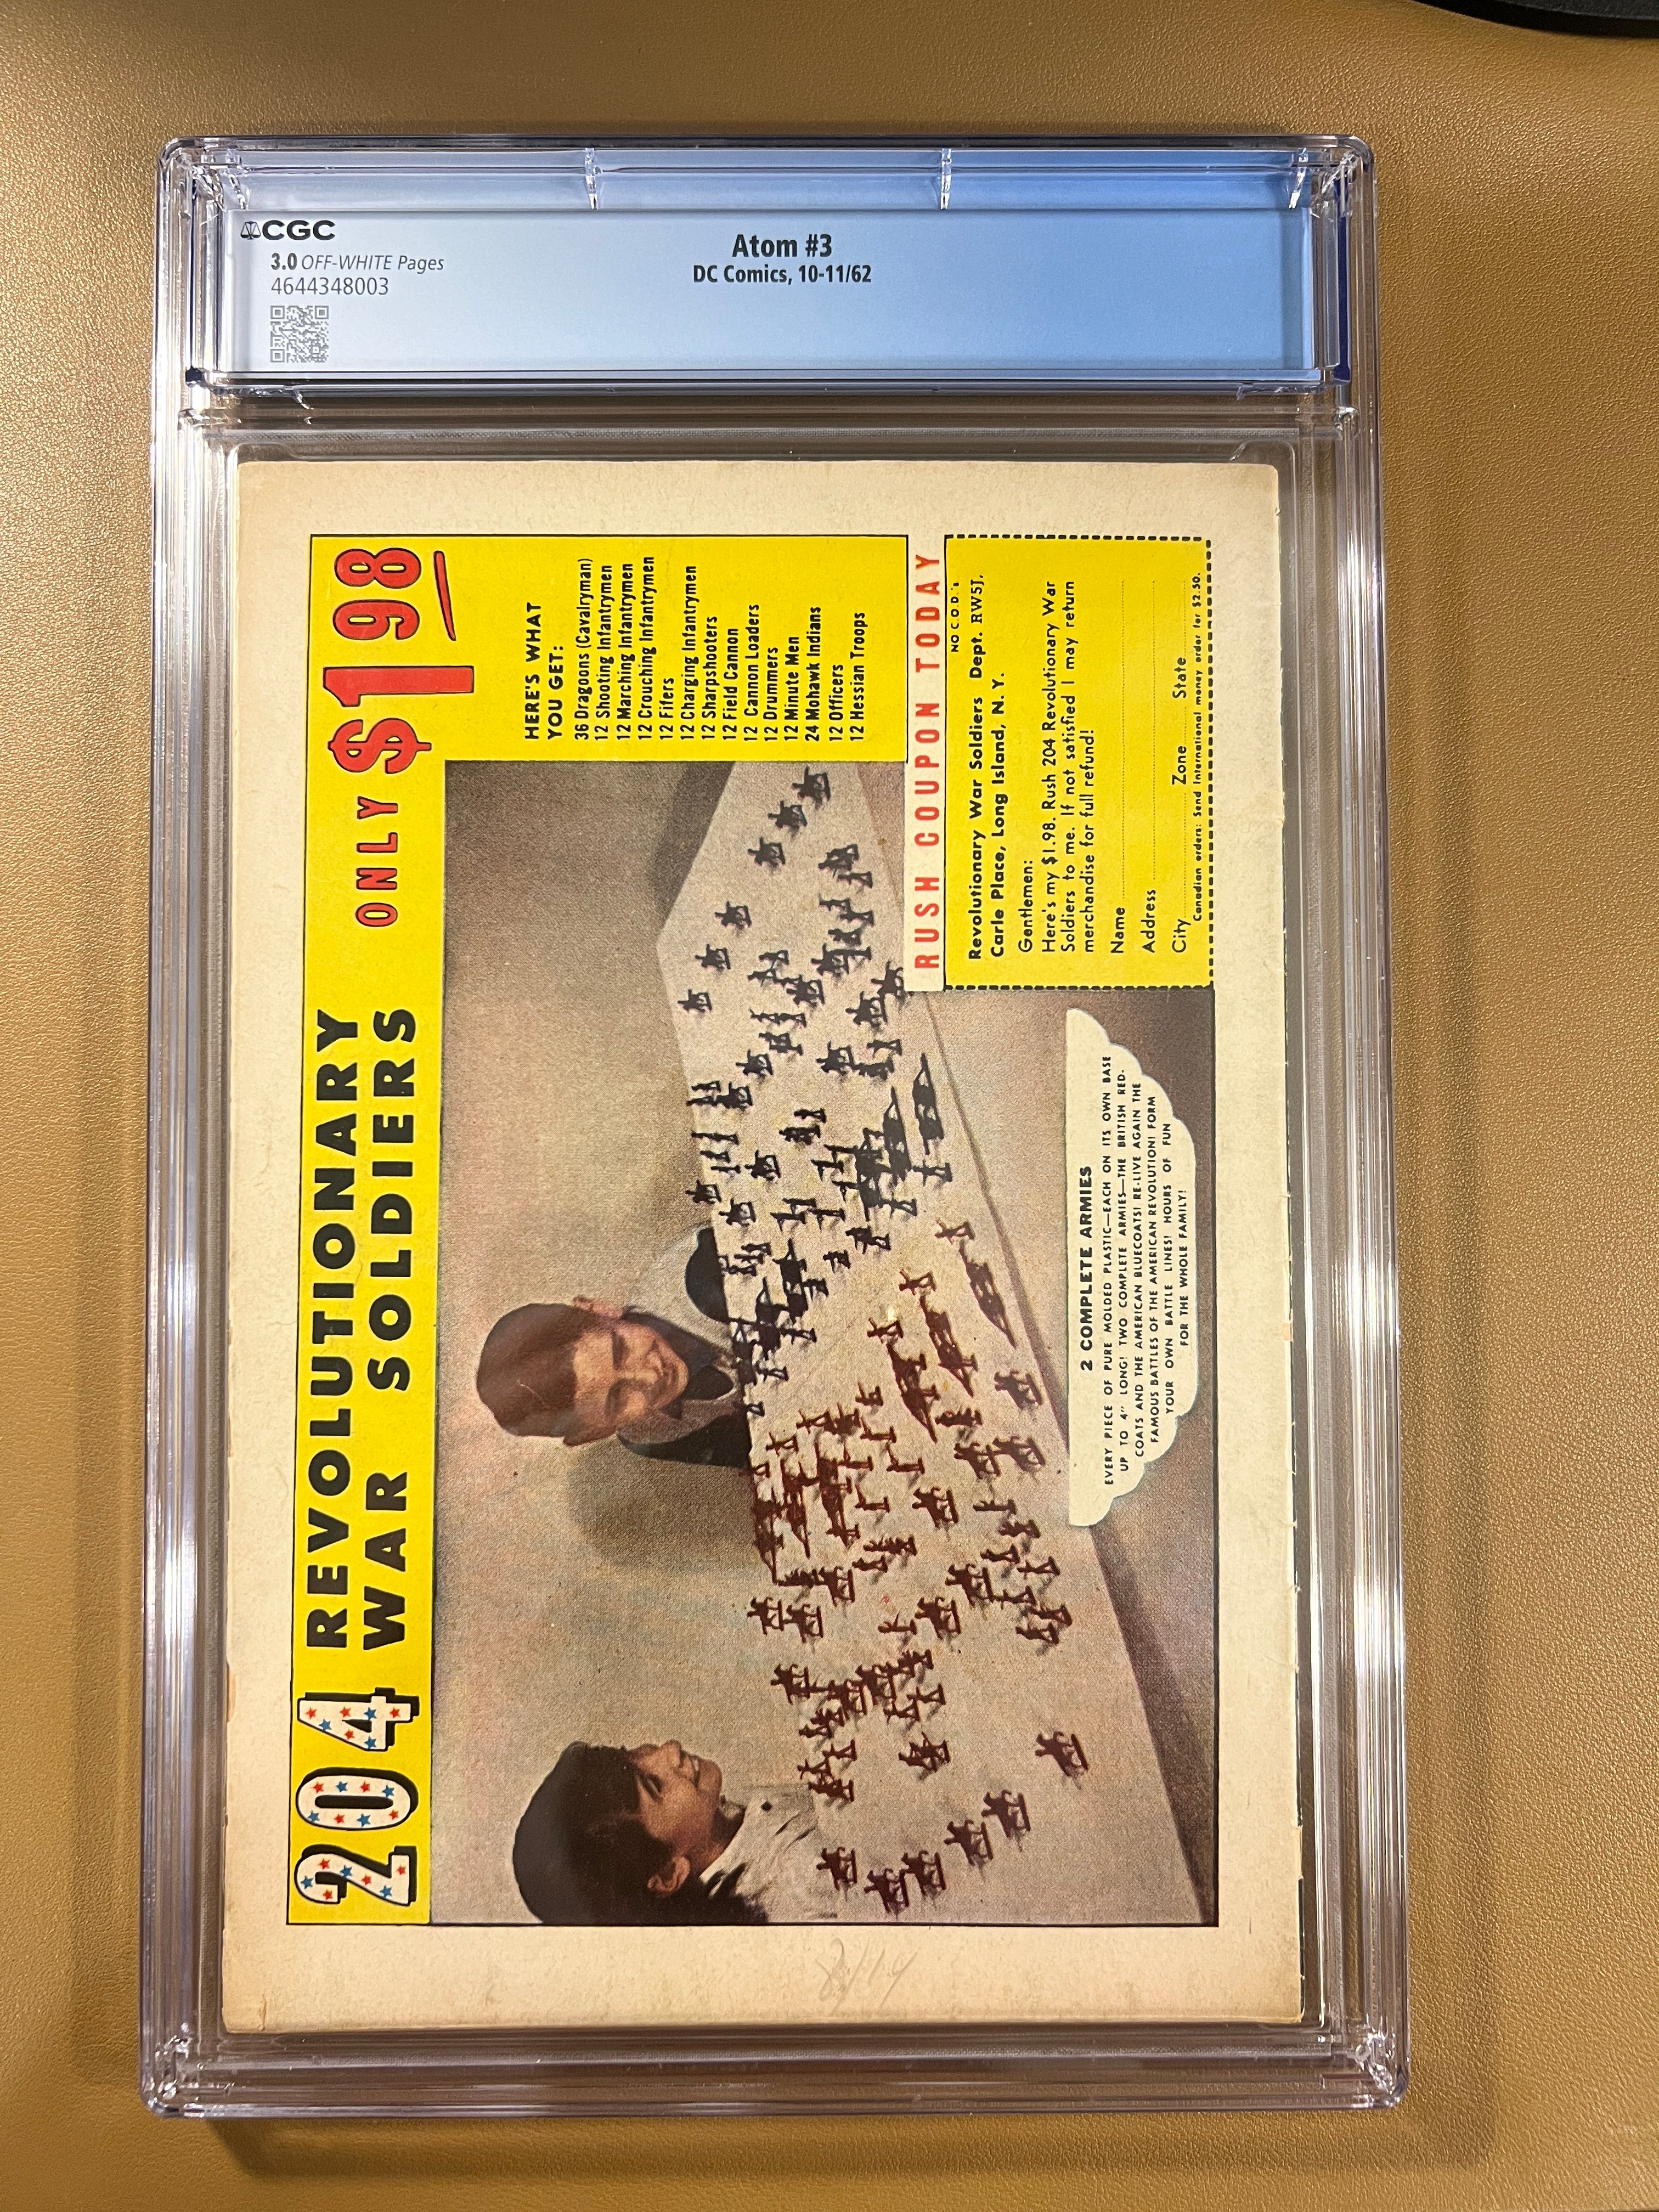 CGC
3.0 OFF-WHITE Pages
4644348003
Atom #3
DC Comics, 10-11/62
204 REVOLUTIONARY
WAR SOLDIERS
ONLY $1 98
HERE'S WHAT
YOU GET:
36 Dragoons (Cavalryman)
12 Shooting Infantrymen
12 Marching Infantrymen
12 Crouching Infantrymen
12 Fifers
12 Charging Infantrymen
12 Sharpshooters
12 Field Cannon
12 Cannon Loaders
12 Drummers
12 Minute Men
24 Mohawk Indians
12 Officers
12 Hessian Troops
RUSH COUPON TODAY
NO C.O.D.'s
Revolutionary War Soldiers Dept. RW5J,
Carle Place, Long Island, N. Y.
Gentlemen:
Here's my $1.98. Rush 204 Revolutionary War
Soldiers to me. If not satisfied I may return
merchandise for full refund!
Name
Address
City Zone State
Canadian orders: Send International money order for $2.50.
2 COMPLETE ARMIES
EVERY PIECE OF PURE MOLDED PLASTIC—EACH ON ITS OWN BASE
UP TO 4" LONG! TWO COMPLETE ARMIES—THE BRITISH RED-
COATS AND THE AMERICAN BLUECOATS! RE-LIVE AGAIN THE
FAMOUS BATTLES OF THE AMERICAN REVOLUTION! FORM
YOUR OWN BATTLE LINES! HOURS OF FUN
FOR THE WHOLE FAMILY!